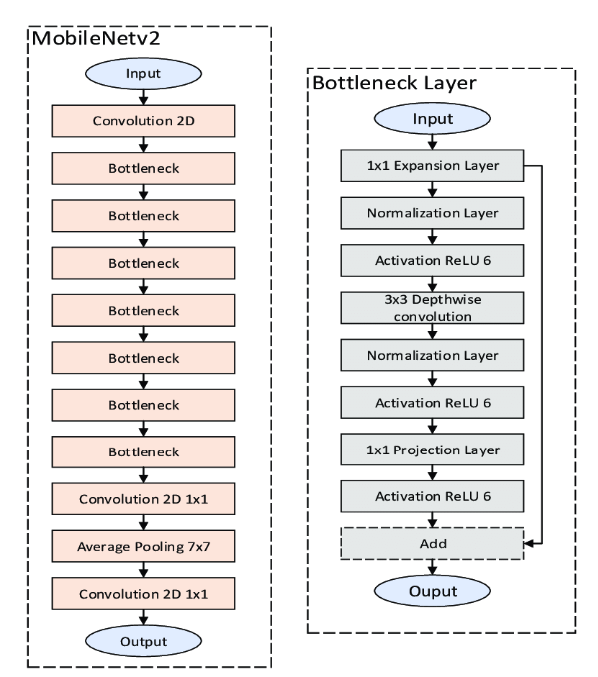 MobileNetv2
Input
Convolution 2D
Bottleneck
Bottleneck
Bottleneck
Bottleneck
Bottleneck
Bottleneck
Bottleneck
Convolution 2D 1x1
Average Pooling 7x7
Convolution 2D 1x1
Output
Bottleneck Layer
Input
1x1 Expansion Layer
Normalization Layer
Activation ReLU 6
3x3 Depthwise
convolution
Normalization Layer
Activation ReLU 6
1x1 Projection Layer
Activation ReLU 6
Add
Ouput